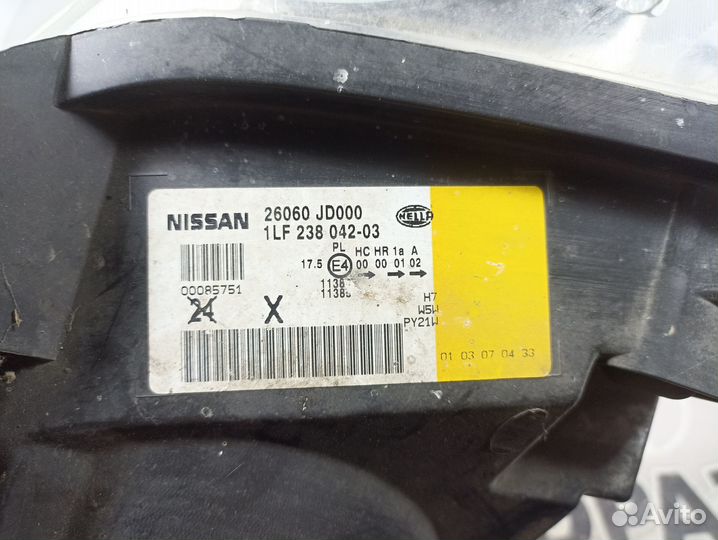 NISSAN 26060 JD000
1LF 238 042-03
HELLA
PL HC HR 1a A
17.5 E4 00 00 01 02
00085751
24 X
H7
W5W
PY21W
01 03 07 04 33
Avito